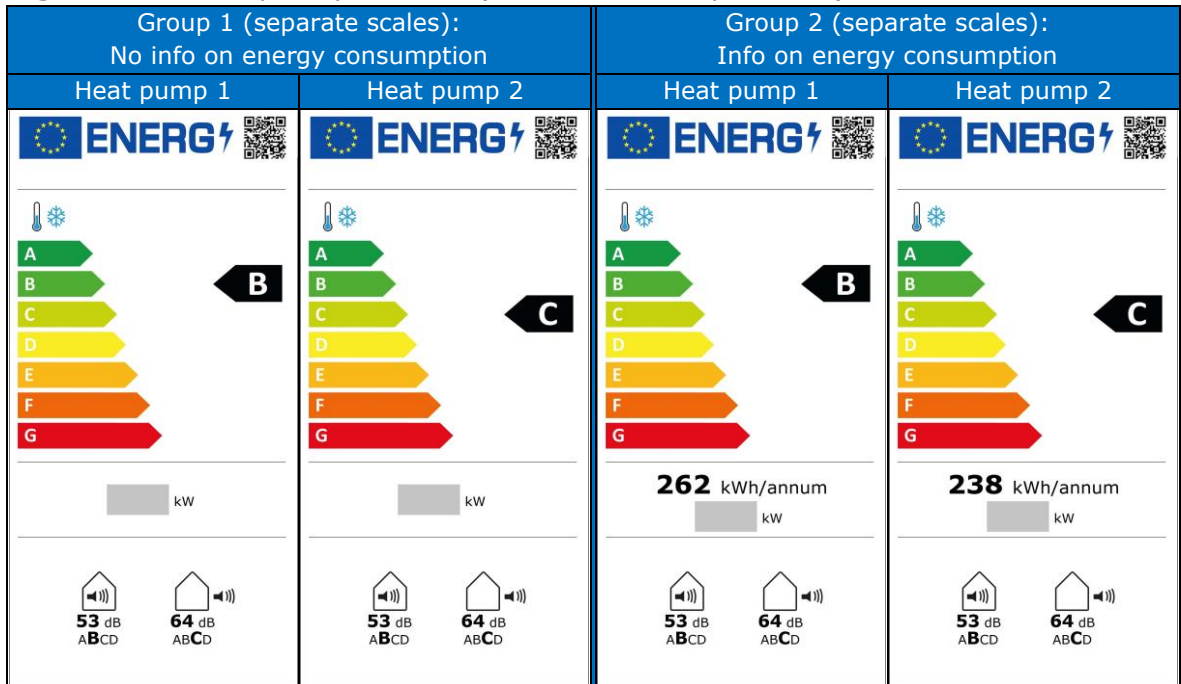 Group 1 (separate scales):
No info on energy consumption
Group 2 (separate scales):
Info on energy consumption
Heat pump 1
Heat pump 2
Heat pump 1
Heat pump 2
ENERG
A
B
C
D
E
F
G
B
kW
53 dB
ABCD
64 dB
ABCD
ENERG
A
B
C
D
E
F
G
C
kW
53 dB
ABCD
64 dB
ABCD
ENERG
A
B
C
D
E
F
G
B
262 kWh/annum
kW
53 dB
ABCD
64 dB
ABCD
ENERG
A
B
C
D
E
F
G
C
238 kWh/annum
kW
53 dB
ABCD
64 dB
ABCD